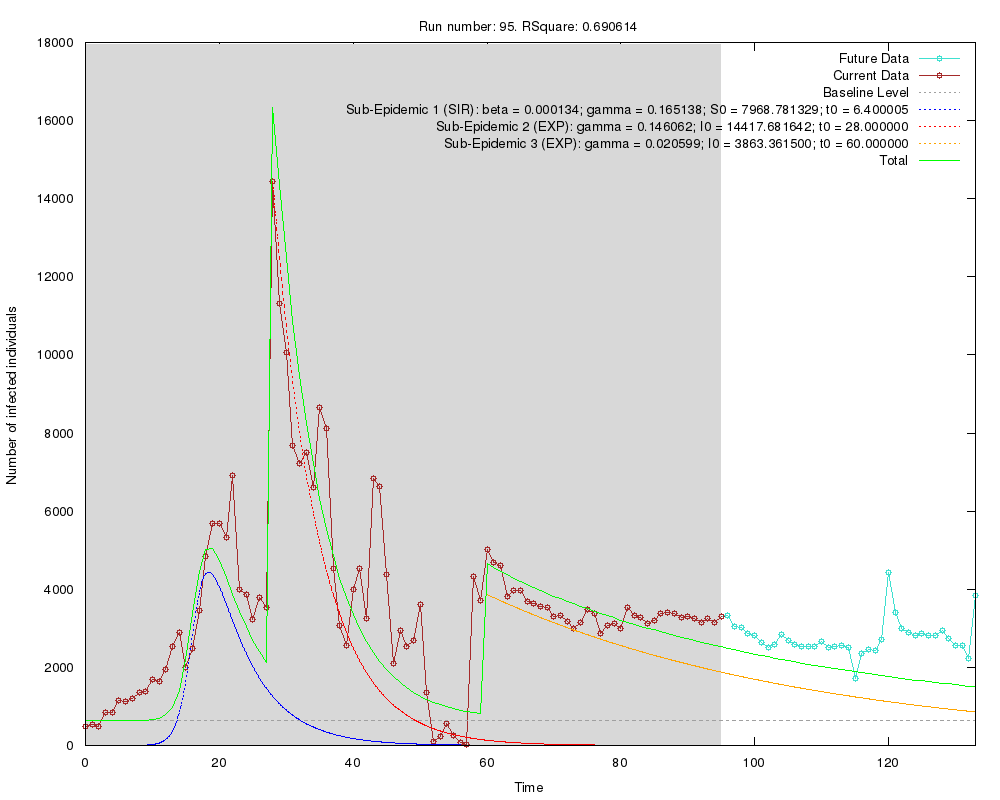 Run number: 95. RSquare: 0.690614
18000
16000
14000
12000
10000
8000
6000
4000
2000
0
Number of infected individuals
Future Data
Current Data
Baseline Level
Sub-Epidemic 1 (SIR): beta = 0.000134; gamma = 0.165138; S0 = 7968.781329; t0 = 6.400005
Sub-Epidemic 2 (EXP): gamma = 0.146062; I0 = 14417.681642; t0 = 28.000000
Sub-Epidemic 3 (EXP): gamma = 0.020599; I0 = 3863.361500; t0 = 60.000000
Total
0 20 40 60 80 100 120
Time